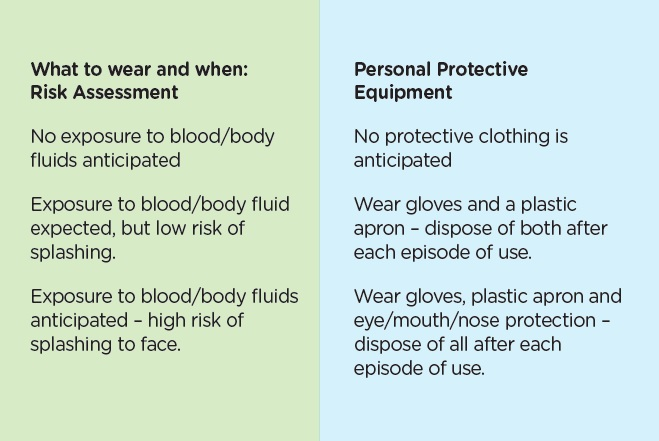 What to wear and when:
Risk Assessment
No exposure to blood/body
fluids anticipated
Exposure to blood/body fluid
expected, but low risk of
splashing.
Exposure to blood/body fluids
anticipated – high risk of
splashing to face.
Personal Protective
Equipment
No protective clothing is
anticipated
Wear gloves and a plastic
apron – dispose of both after
each episode of use.
Wear gloves, plastic apron and
eye/mouth/nose protection –
dispose of all after each
episode of use.